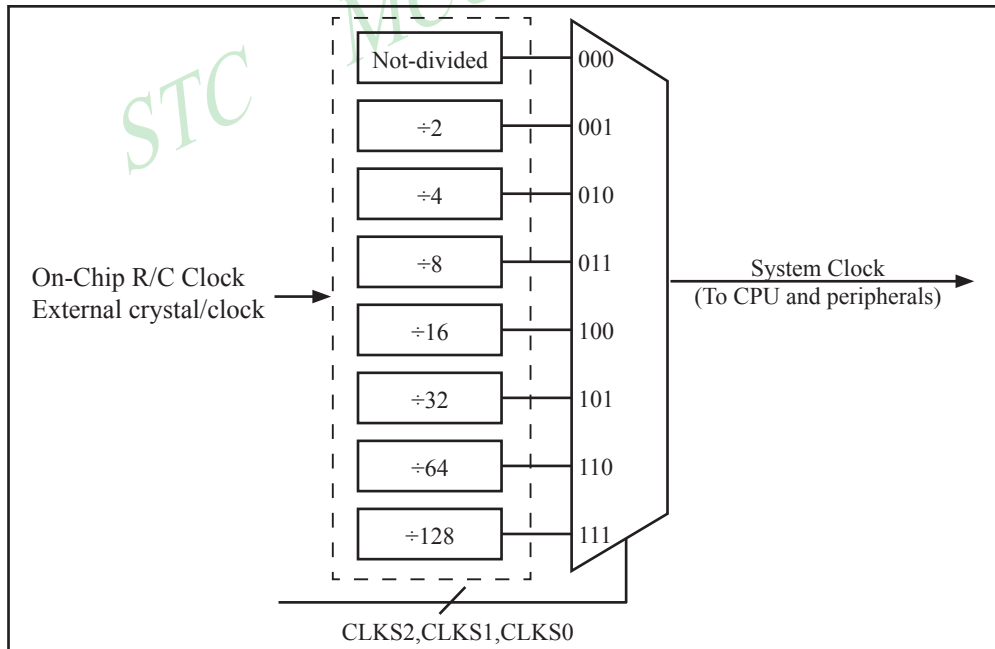 STC MCU
Not-divided
000
÷2
001
÷4
010
÷8
011
÷16
100
÷32
101
÷64
110
÷128
111
On-Chip R/C Clock
External crystal/clock
System Clock
(To CPU and peripherals)
CLKS2,CLKS1,CLKS0